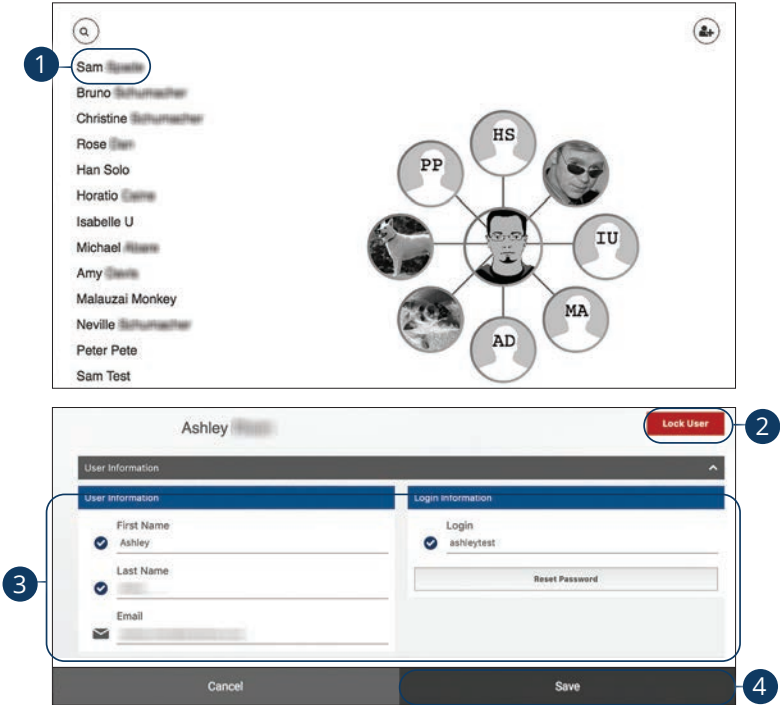 1
Sam
Bruno
Christine
Rose
Han Solo
Horatio
Isabelle U
Michael
Amy
Malauzai Monkey
Neville
Peter Pete
Sam Test
HS
PP
IU
MA
AD
Ashley
Lock User
2
User Information
User Information
Login Information
First Name
Ashley
Login
ashleytest
Last Name
Reset Password
3
Email
Cancel
Save
4